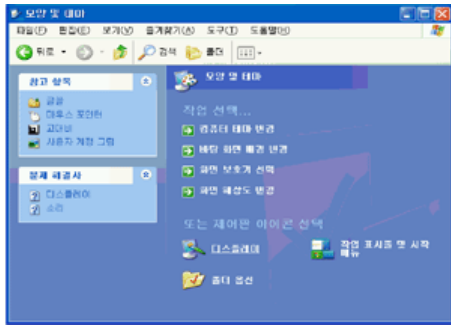 모양 및 테마
파일(F) 편집(E) 보기(V) 즐겨찾기(A) 도구(T) 도움말(H)
뒤로 검색 폴더
참고 항목
글꼴
마우스 포인터
고대비
사용자 계정 그림
문제 해결사
디스플레이
소리
모양 및 테마
작업 선택...
컴퓨터 테마 변경
바탕 화면 배경 변경
화면 보호기 선택
화면 해상도 변경
또는 제어판 아이콘 선택
디스플레이
작업 표시줄 및 시작
메뉴
폴더 옵션